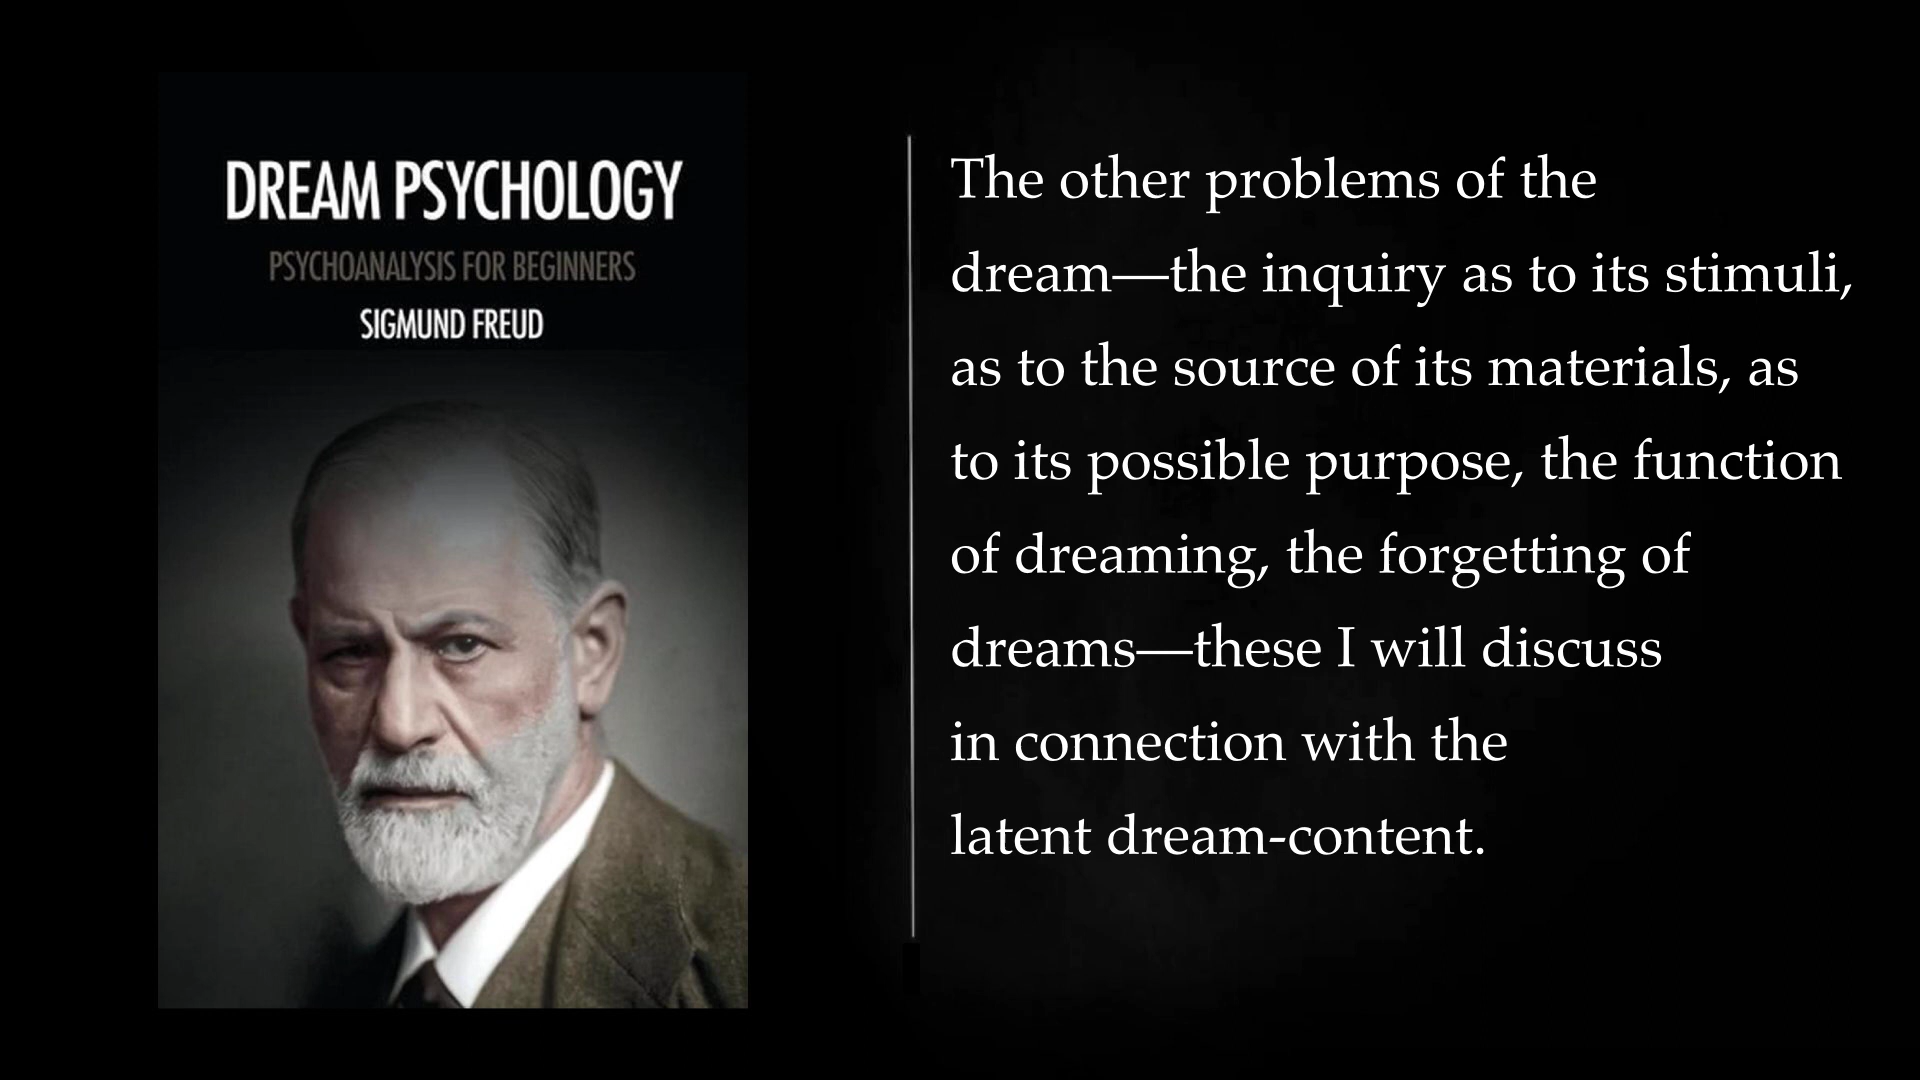 DREAM PSYCHOLOGY
PSYCHOANALYSIS FOR BEGINNERS
SIGMUND FREUD
The other problems of the
dream—the inquiry as to its stimuli,
as to the source of its materials, as
to its possible purpose, the function
of dreaming, the forgetting of
dreams—these I will discuss
in connection with the
latent dream-content.